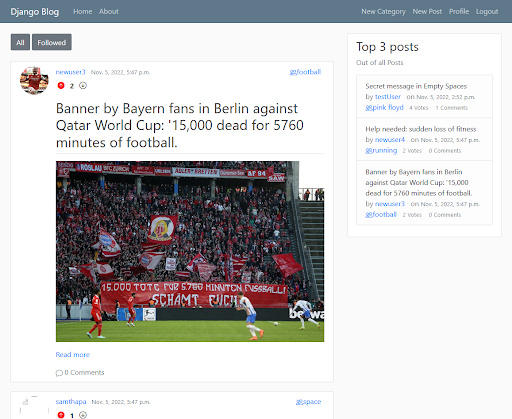 Django Blog Home About New Category New Post Profile Logout
All Followed
newuser3 Nov. 5, 2022, 5:47 p.m. football
2
Banner by Bayern fans in Berlin against
Qatar World Cup: '15,000 dead for 5760
minutes of football.
15.000 TOTE FÜR 5.760 MINUTEN FUSSBALL!
SCHÄMT EUCH!
Read more
0 Comments
samthapa Nov. 5, 2022, 5:47 p.m. space
1
Top 3 posts
Out of all Posts
Secret message in Empty Spaces
by testUser on Nov. 5, 2022, 2:52 p.m.
pink floyd 4 Votes 1 Comments
Help needed: sudden loss of fitness
by newuser4 on Nov. 5, 2022, 5:47 p.m.
running 2 Votes 0 Comments
Banner by Bayern fans in Berlin
against Qatar World Cup: '15,000
dead for 5760 minutes of football.
by newuser3 on Nov. 5, 2022, 5:47 p.m.
football 2 Votes 0 Comments